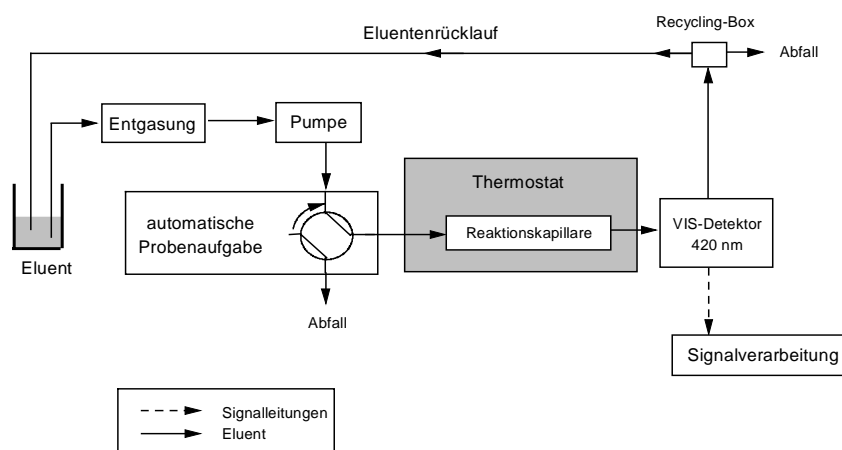 Recycling-Box
Eluentenrücklauf
Abfall
Entgasung
Pumpe
Thermostat
automatische
Probenaufgabe
Reaktionskapillare
VIS-Detektor
420 nm
Eluent
Abfall
Signalverarbeitung
Signalleitungen
Eluent